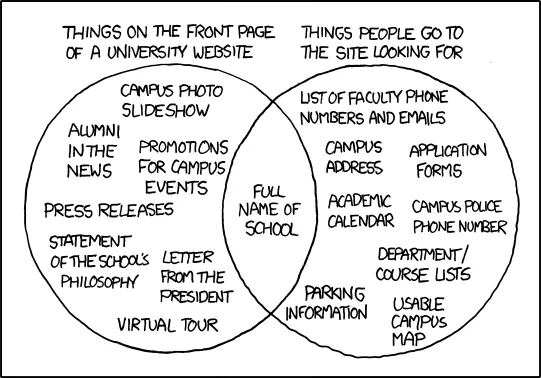 THINGS ON THE FRONT PAGE
OF A UNIVERSITY WEBSITE
THINGS PEOPLE GO TO
THE SITE LOOKING FOR
CAMPUS PHOTO
SLIDESHOW
ALUMNI
IN THE
NEWS
PROMOTIONS
FOR CAMPUS
EVENTS
PRESS RELEASES
STATEMENT
OF THE SCHOOL'S
PHILOSOPHY
LETTER
FROM THE
PRESIDENT
VIRTUAL TOUR
FULL
NAME OF
SCHOOL
LIST OF FACULTY PHONE
NUMBERS AND EMAILS
CAMPUS
ADDRESS
APPLICATION
FORMS
ACADEMIC
CALENDAR
CAMPUS POLICE
PHONE NUMBER
DEPARTMENT/
COURSE LISTS
PARKING
INFORMATION
USABLE
CAMPUS
MAP